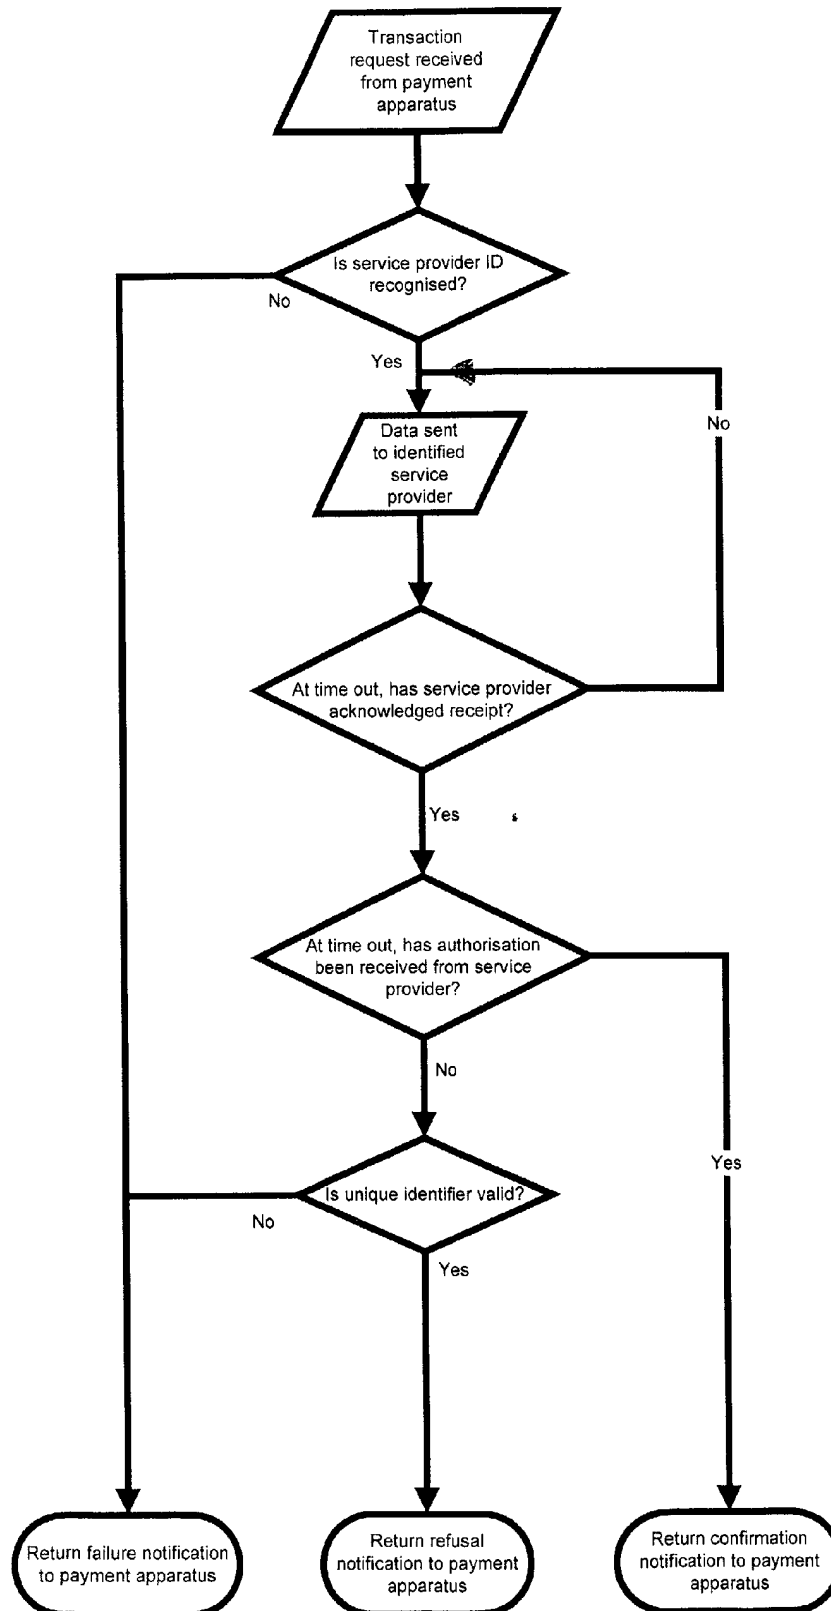 Transaction
request received
from payment
apparatus
Is service provider ID
recognised?
No
Yes
No
Data sent
to identified
service
provider
At time out, has service provider
acknowledged receipt?
Yes
At time out, has authorisation
been received from service
provider?
No
Yes
Is unique identifier valid?
No
Yes
Return failure notification
to payment apparatus
Return refusal
notification to payment
apparatus
Return confirmation
notification to payment
apparatus